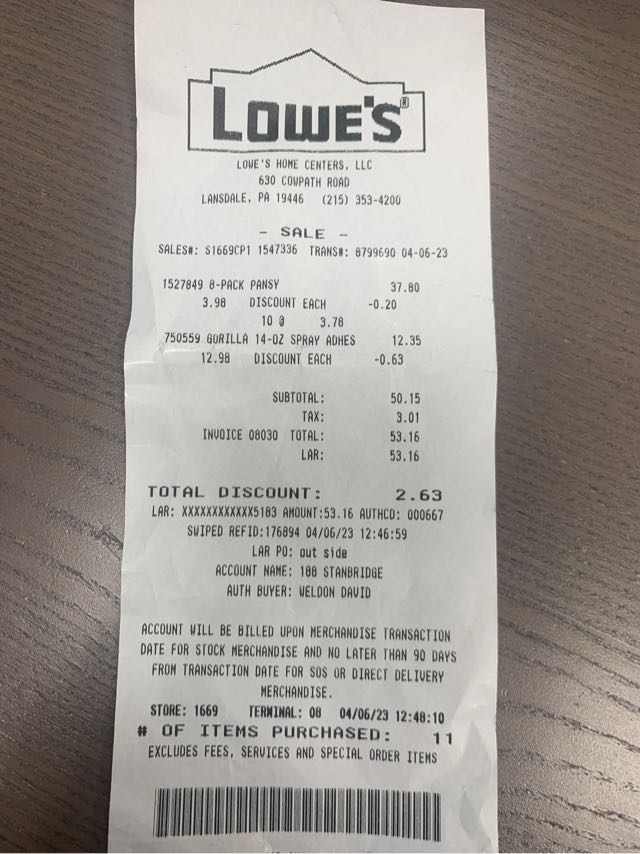 LOWE'S®
LOWE'S HOME CENTERS, LLC
630 COWPATH ROAD
LANSDALE, PA 19446 (215) 353-4200
- SALE -
SALES#: S1669CP1 1547336 TRANS#: 8799690 04-06-23
1527849 8-PACK PANSY 37.80
3.98 DISCOUNT EACH -0.20
10 @ 3.78
750559 GORILLA 14-OZ SPRAY ADHES 12.35
12.98 DISCOUNT EACH -0.63
SUBTOTAL: 50.15
TAX: 3.01
INVOICE 08030 TOTAL: 53.16
LAR: 53.16
TOTAL DISCOUNT: 2.63
LAR: XXXXXXXXXXXX5183 AMOUNT:53.16 AUTHCD: 000667
SWIPED REFID:176894 04/06/23 12:46:59
LAR PO: out side
ACCOUNT NAME: 188 STANBRIDGE
AUTH BUYER: WELDON DAVID
ACCOUNT WILL BE BILLED UPON MERCHANDISE TRANSACTION
DATE FOR STOCK MERCHANDISE AND NO LATER THAN 90 DAYS
FROM TRANSACTION DATE FOR SOS OR DIRECT DELIVERY
MERCHANDISE.
STORE: 1669 TERMINAL: 08 04/06/23 12:48:10
# OF ITEMS PURCHASED: 11
EXCLUDES FEES, SERVICES AND SPECIAL ORDER ITEMS